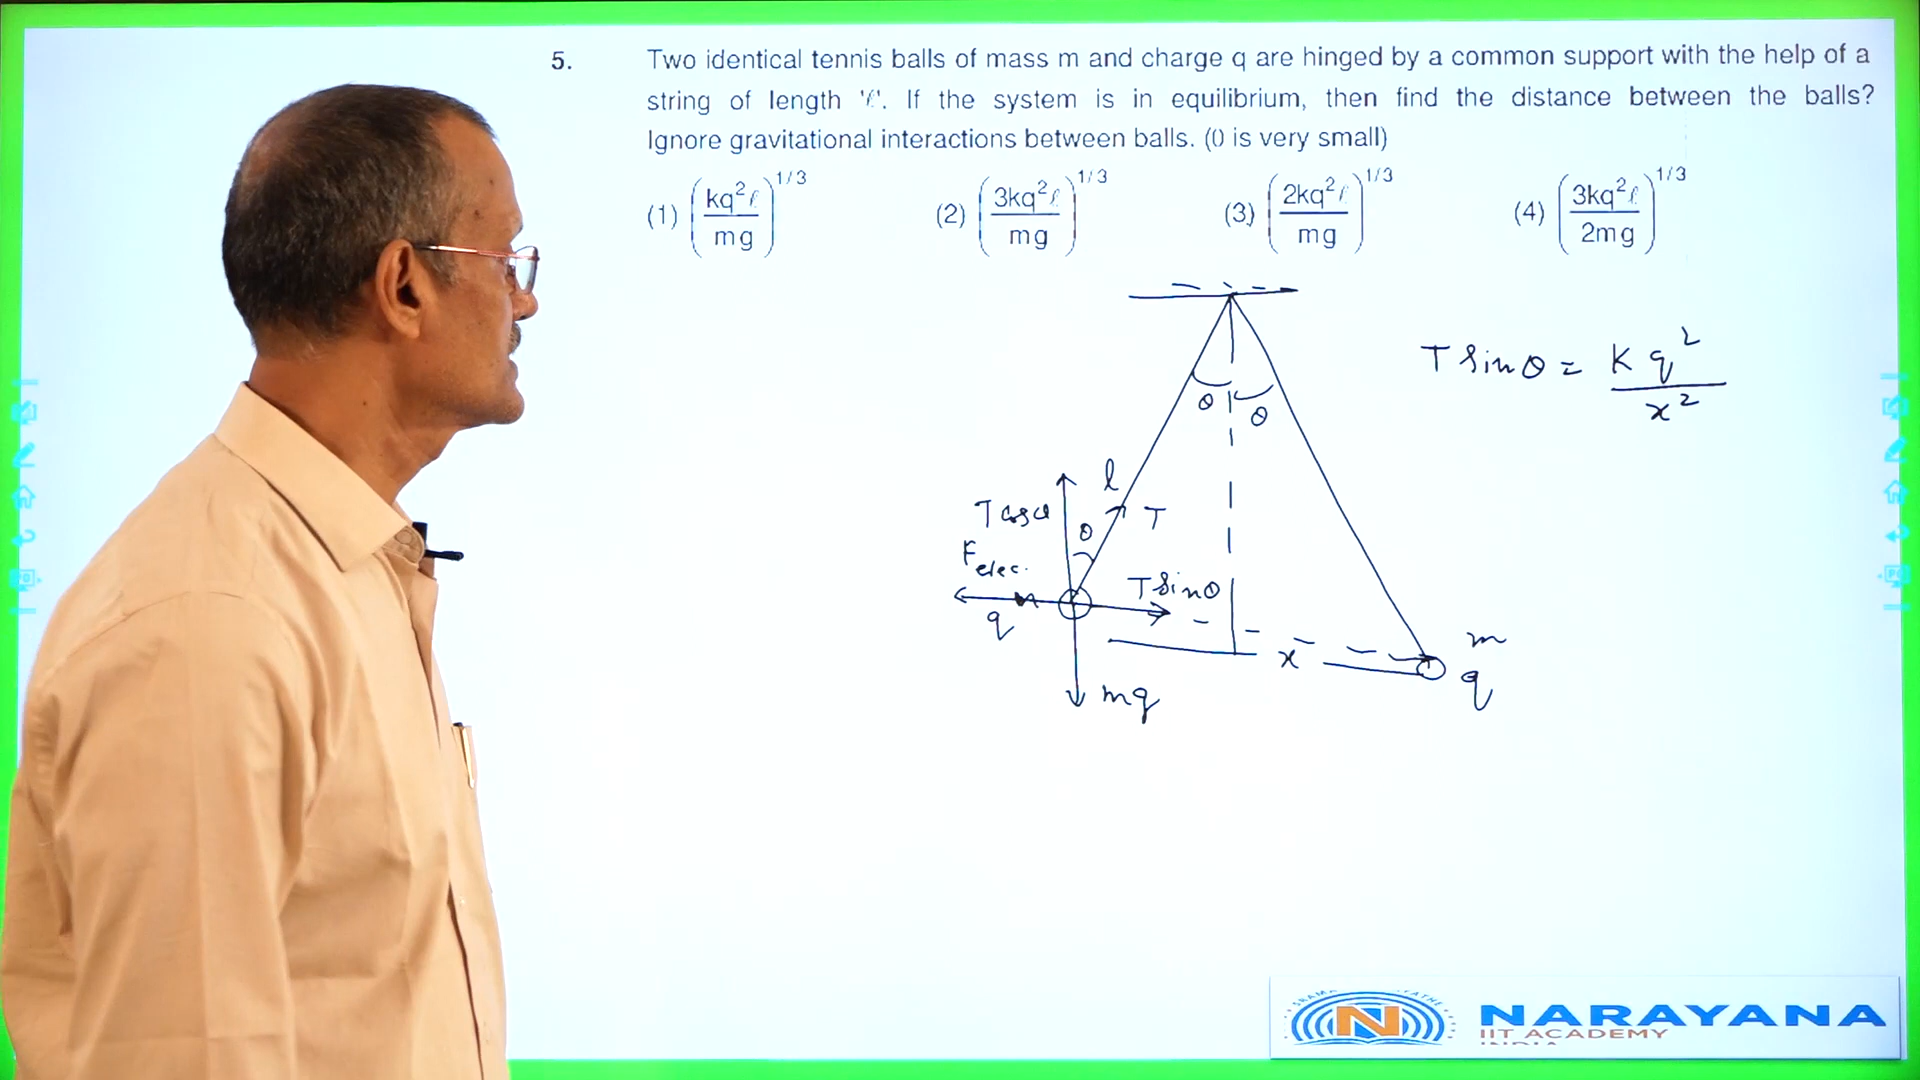 5. Two identical tennis balls of mass m and charge q are hinged by a common support with the help of a
string of length 'ℓ'. If the system is in equilibrium, then find the distance between the balls?
Ignore gravitational interactions between balls. (θ is very small)
(1) (kq²ℓ/mg)^1/3 (2) (3kq²ℓ/mg)^1/3 (3) (2kq²ℓ/mg)^1/3 (4) (3kq²ℓ/2mg)^1/3
T sinθ = Kq²/x²
θ θ
l
T cosθ
θ T
Felec.
T sinθ
q
x
m
q
mg
N
NARAYANA
IIT ACADEMY
INDIA